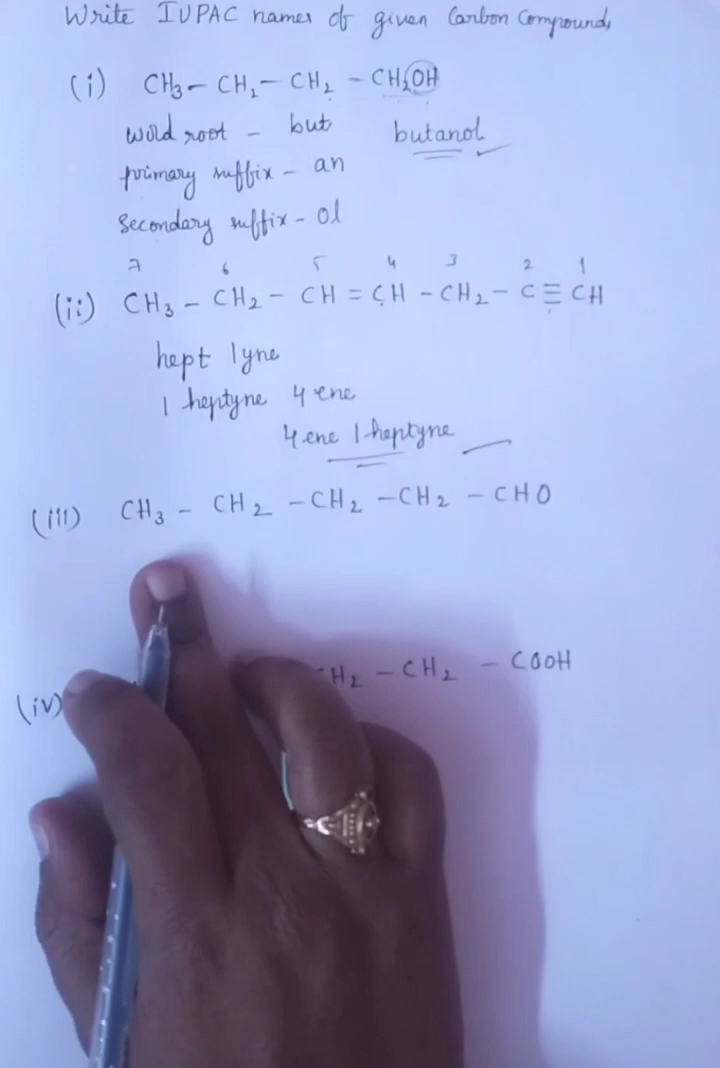 Write IUPAC names of given Carbon Compounds
(i) CH3 - CH2 - CH2 - CH2OH
word root - but butanol
primary suffix - an
Secondary suffix - ol
7 6 5 4 3 2 1
(ii) CH3 - CH2 - CH = CH - CH2 - C ≡ CH
hept 1yne
1 heptyne 4 ene
4 ene 1 heptyne
(iii) CH3 - CH2 - CH2 - CH2 - CHO
(iv) H2 - CH2 - COOH